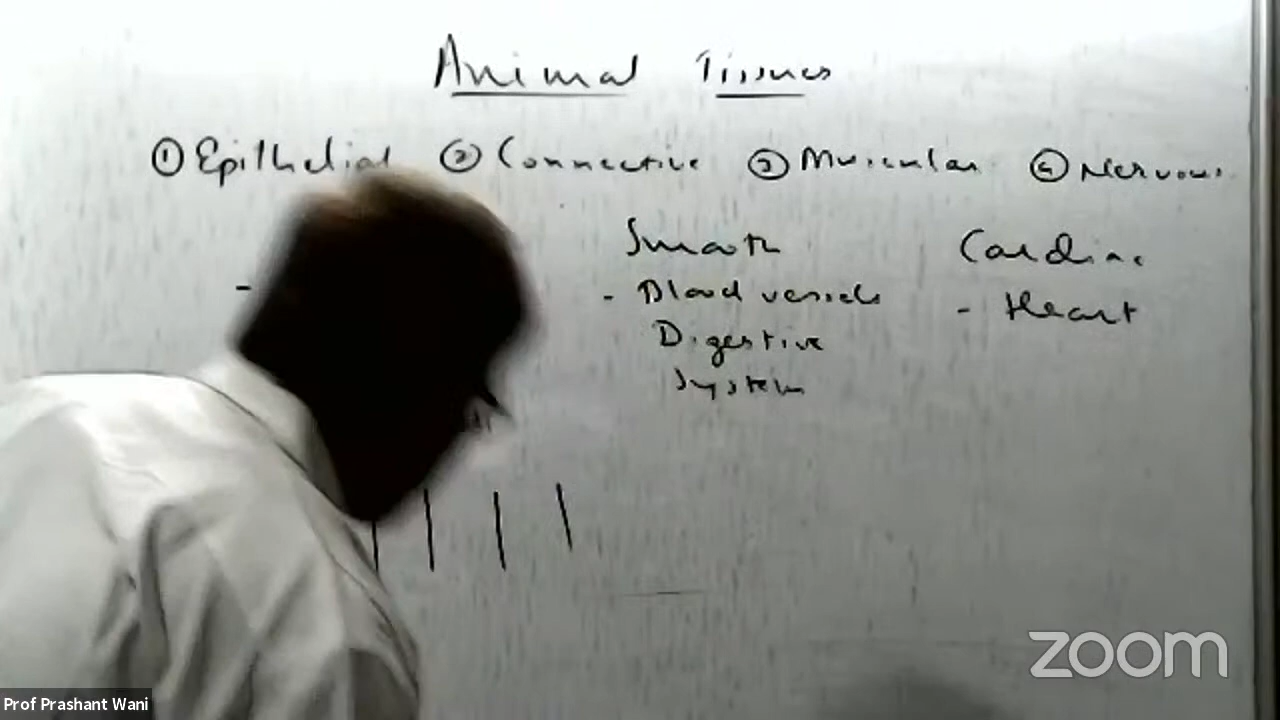 Animal Tissues
① Epithelial ② Connective ③ Muscular ④ Nervous
Smooth Cardiac
- Blood vessels - Heart
Digestive
System
zoom
Prof Prashant Wani